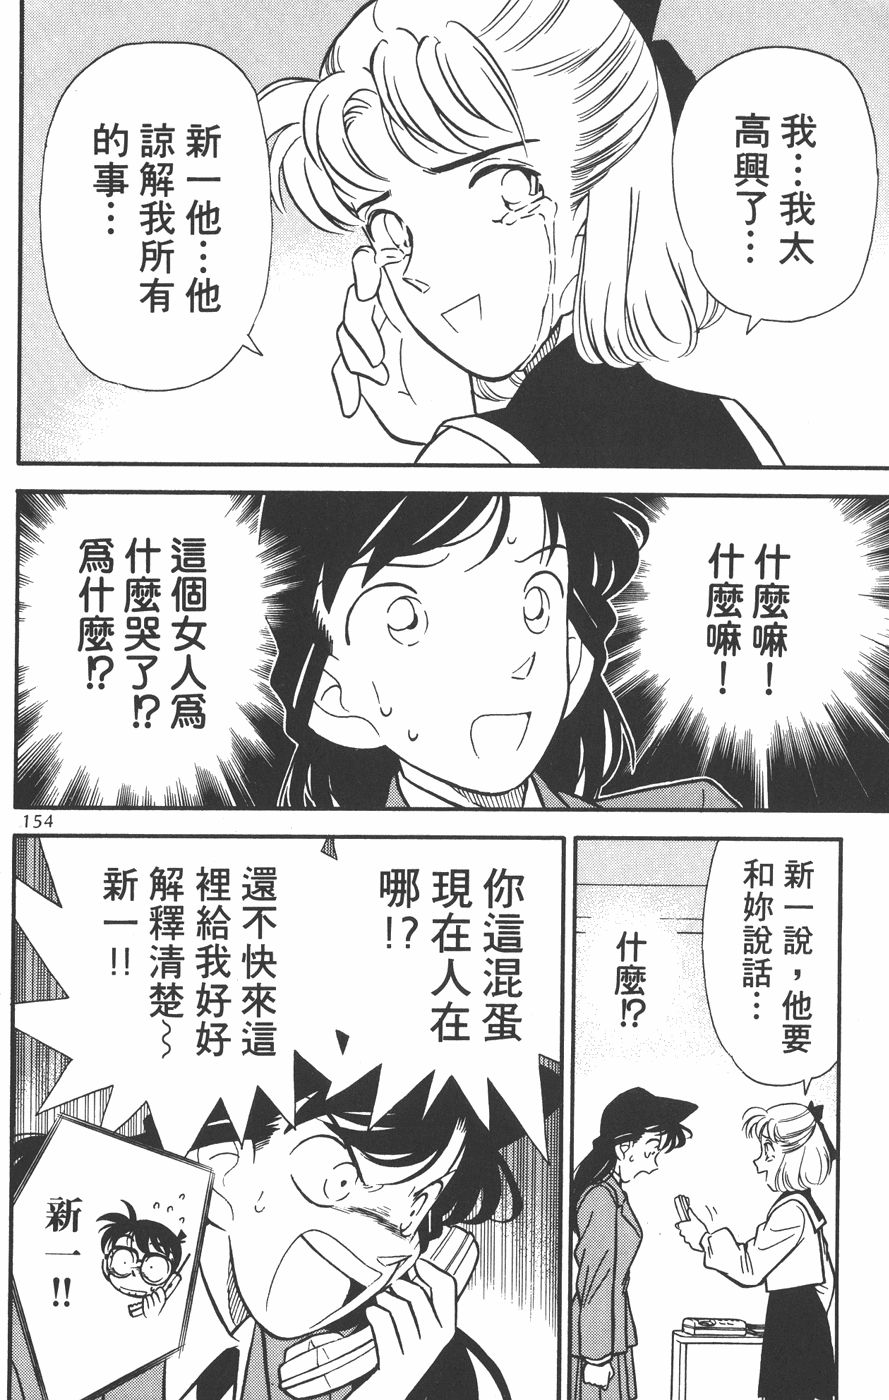 我…我太
高興了…
新一他…他
諒解我所有
的事…
什麼嘛！
什麼嘛！
這個女人爲
什麼哭了!?
爲什麼!?
154
新一說，他要
和妳說話…
什麼!?
你這混蛋
現在人在
哪!?
還不快來這
裡給我好好
解釋清楚～
新一!!
新一!!